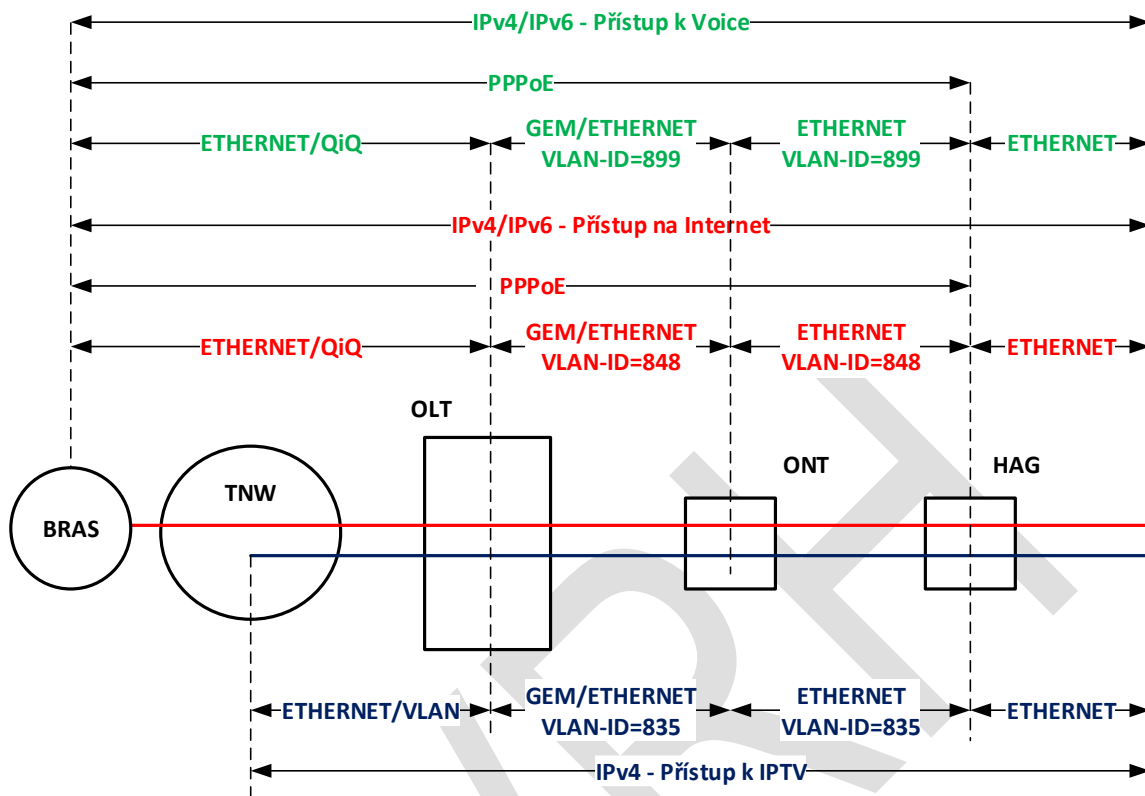 IPv4/IPv6 - Přístup k Voice
PPPoE
ETHERNET/QiQ
GEM/ETHERNET
VLAN-ID=899
ETHERNET
VLAN-ID=899
ETHERNET
IPv4/IPv6 - Přístup na Internet
PPPoE
ETHERNET/QiQ
GEM/ETHERNET
VLAN-ID=848
ETHERNET
VLAN-ID=848
ETHERNET
OLT
ONT
HAG
TNW
BRAS
ETHERNET/VLAN
GEM/ETHERNET
VLAN-ID=835
ETHERNET
VLAN-ID=835
ETHERNET
IPv4 - Přístup k IPTV